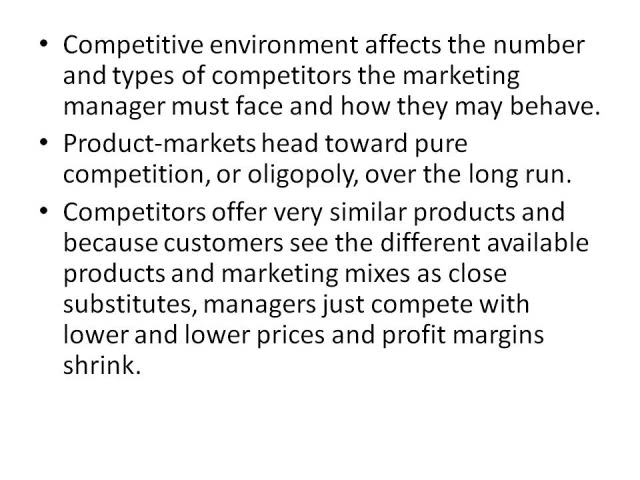 • Competitive environment affects the number
and types of competitors the marketing
manager must face and how they may behave.
• Product-markets head toward pure
competition, or oligopoly, over the long run.
• Competitors offer very similar products and
because customers see the different available
products and marketing mixes as close
substitutes, managers just compete with
lower and lower prices and profit margins
shrink.